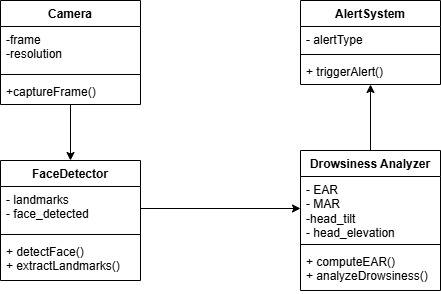 Camera
-frame
-resolution
+captureFrame()
AlertSystem
- alertType
+ triggerAlert()
FaceDetector
- landmarks
- face_detected
+ detectFace()
+ extractLandmarks()
Drowsiness Analyzer
- EAR
- MAR
-head_tilt
- head_elevation
+ computeEAR()
+ analyzeDrowsiness()